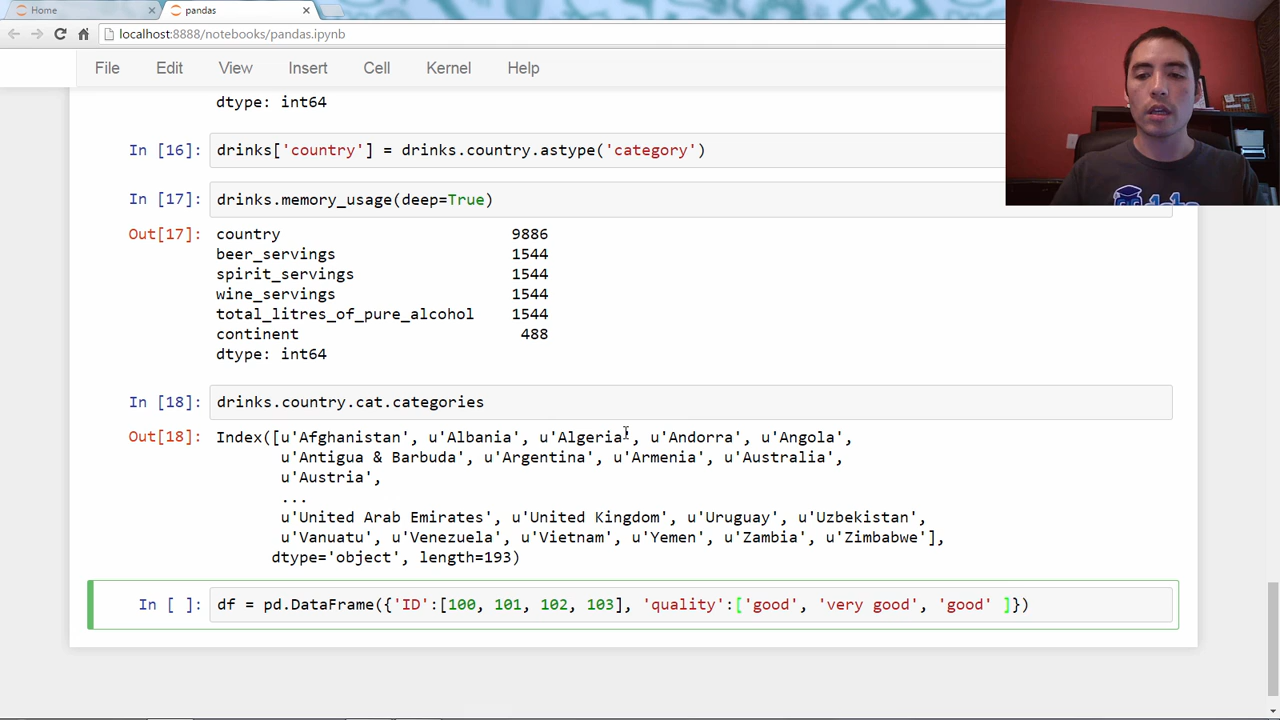 Home
pandas
localhost:8888/notebooks/pandas.ipynb
File Edit View Insert Cell Kernel Help
dtype: int64
In [16]: drinks['country'] = drinks.country.astype('category')
In [17]: drinks.memory_usage(deep=True)
Out[17]: country 9886
beer_servings 1544
spirit_servings 1544
wine_servings 1544
total_litres_of_pure_alcohol 1544
continent 488
dtype: int64
In [18]: drinks.country.cat.categories
Out[18]: Index([u'Afghanistan', u'Albania', u'Algeria', u'Andorra', u'Angola',
u'Antigua & Barbuda', u'Argentina', u'Armenia', u'Australia',
u'Austria',
...
u'United Arab Emirates', u'United Kingdom', u'Uruguay', u'Uzbekistan',
u'Vanuatu', u'Venezuela', u'Vietnam', u'Yemen', u'Zambia', u'Zimbabwe'],
dtype='object', length=193)
In [ ]: df = pd.DataFrame({'ID':[100, 101, 102, 103], 'quality':['good', 'very good', 'good' ]})